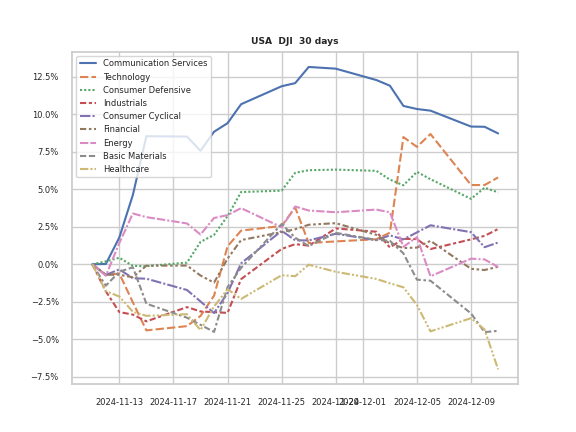 USA  DJI  30 days
Communication Services
Technology
Consumer Defensive
Industrials
Consumer Cyclical
Financial
Energy
Basic Materials
Healthcare
12.5%
10.0%
7.5%
5.0%
2.5%
0.0%
−2.5%
−5.0%
−7.5%
2024-11-13 2024-11-17 2024-11-21 2024-11-25 2024-11-29 2024-12-01 2024-12-05 2024-12-09